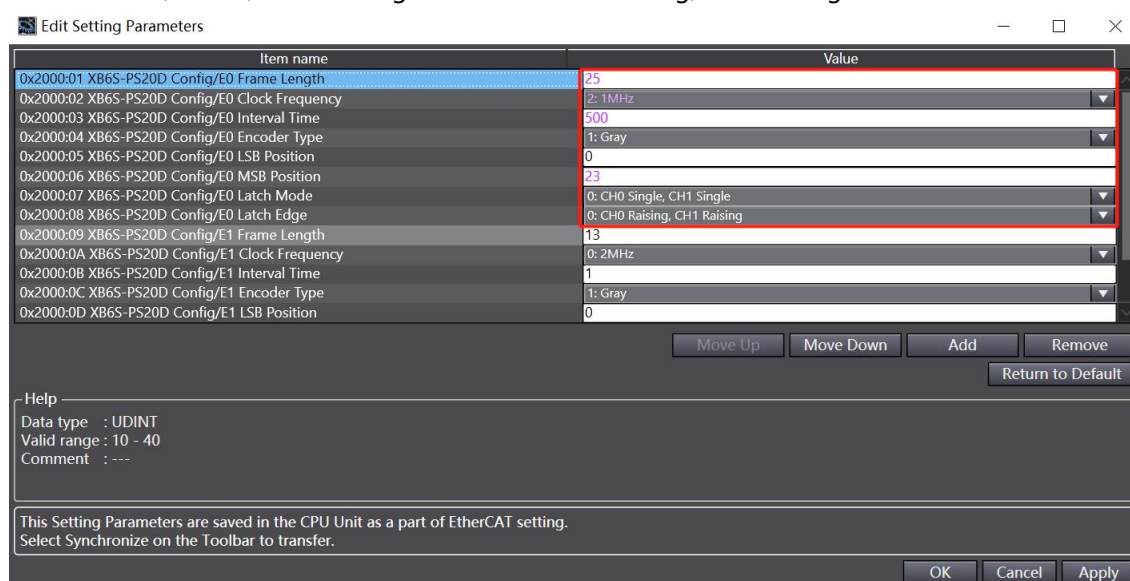 Edit Setting Parameters
Item name Value
0x2000:01 XB6S-PS20D Config/E0 Frame Length 25
0x2000:02 XB6S-PS20D Config/E0 Clock Frequency 2: 1MHz
0x2000:03 XB6S-PS20D Config/E0 Interval Time 500
0x2000:04 XB6S-PS20D Config/E0 Encoder Type 1: Gray
0x2000:05 XB6S-PS20D Config/E0 LSB Position 0
0x2000:06 XB6S-PS20D Config/E0 MSB Position 23
0x2000:07 XB6S-PS20D Config/E0 Latch Mode 0: CH0 Single, CH1 Single
0x2000:08 XB6S-PS20D Config/E0 Latch Edge 0: CH0 Raising, CH1 Raising
0x2000:09 XB6S-PS20D Config/E1 Frame Length 13
0x2000:0A XB6S-PS20D Config/E1 Clock Frequency 0: 2MHz
0x2000:0B XB6S-PS20D Config/E1 Interval Time 1
0x2000:0C XB6S-PS20D Config/E1 Encoder Type 1: Gray
0x2000:0D XB6S-PS20D Config/E1 LSB Position 0
Move Up Move Down Add Remove
Return to Default
Help
Data type : UDINT
Valid range : 10 - 40
Comment : ---
This Setting Parameters are saved in the CPU Unit as a part of EtherCAT setting.
Select Synchronize on the Toolbar to transfer.
OK Cancel Apply